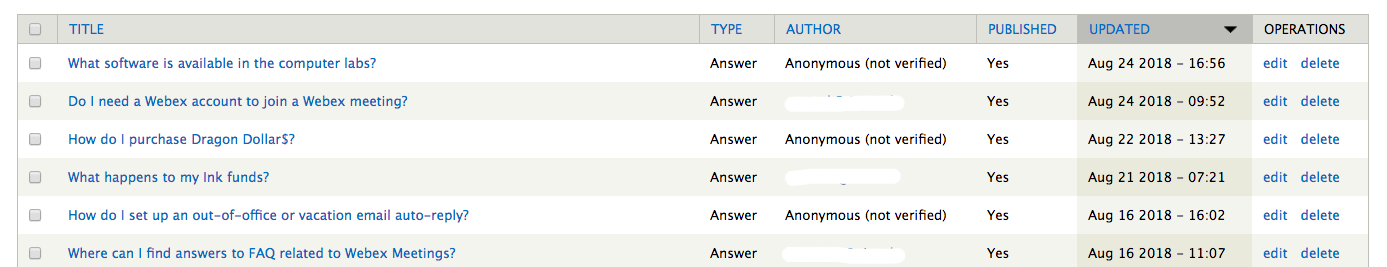 TITLE TYPE AUTHOR PUBLISHED UPDATED OPERATIONS
What software is available in the computer labs? Answer Anonymous (not verified) Yes Aug 24 2018 – 16:56 edit delete
Do I need a Webex account to join a Webex meeting? Answer Yes Aug 24 2018 – 09:52 edit delete
How do I purchase Dragon Dollar$? Answer Anonymous (not verified) Yes Aug 22 2018 – 13:27 edit delete
What happens to my Ink funds? Answer Yes Aug 21 2018 – 07:21 edit delete
How do I set up an out-of-office or vacation email auto-reply? Answer Anonymous (not verified) Yes Aug 16 2018 – 16:02 edit delete
Where can I find answers to FAQ related to Webex Meetings? Answer Yes Aug 16 2018 – 11:07 edit delete